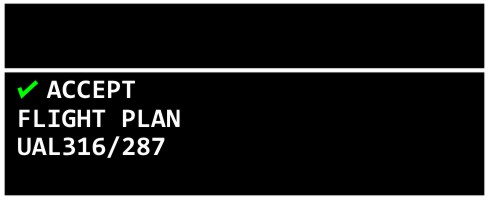 ✓ ACCEPT
FLIGHT PLAN
UAL316/287